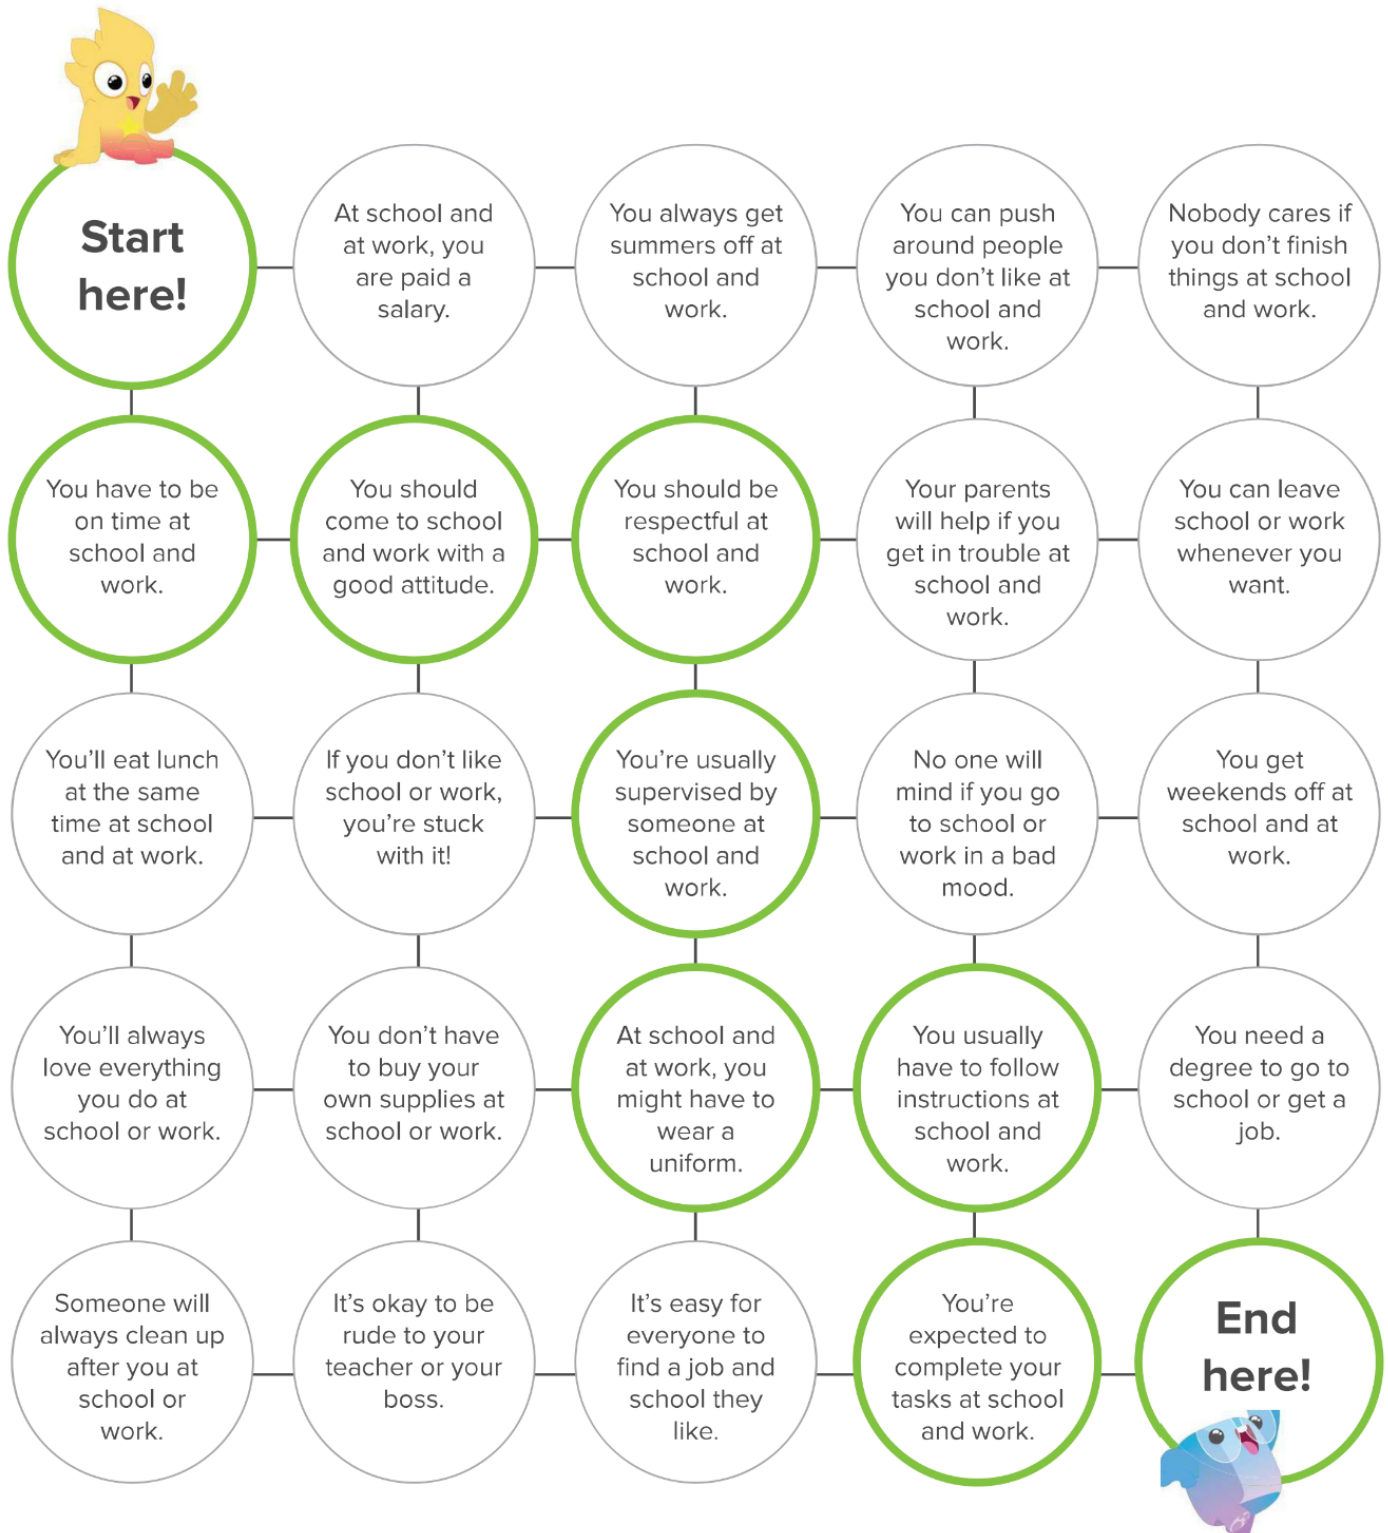 Start
here!
At school and
at work, you
are paid a
salary.
You always get
summers off at
school and
work.
You can push
around people
you don’t like at
school and
work.
Nobody cares if
you don’t finish
things at school
and work.
You have to be
on time at
school and
work.
You should
come to school
and work with a
good attitude.
You should be
respectful at
school and
work.
Your parents
will help if you
get in trouble at
school and
work.
You can leave
school or work
whenever you
want.
You’ll eat lunch
at the same
time at school
and at work.
If you don’t like
school or work,
you’re stuck
with it!
You’re usually
supervised by
someone at
school and
work.
No one will
mind if you go
to school or
work in a bad
mood.
You get
weekends off at
school and at
work.
You’ll always
love everything
you do at
school or work.
You don’t have
to buy your
own supplies at
school or work.
At school and
at work, you
might have to
wear a
uniform.
You usually
have to follow
instructions at
school and
work.
You need a
degree to go to
school or get a
job.
Someone will
always clean up
after you at
school or
work.
It’s okay to be
rude to your
teacher or your
boss.
It’s easy for
everyone to
find a job and
school they
like.
You’re
expected to
complete your
tasks at school
and work.
End
here!